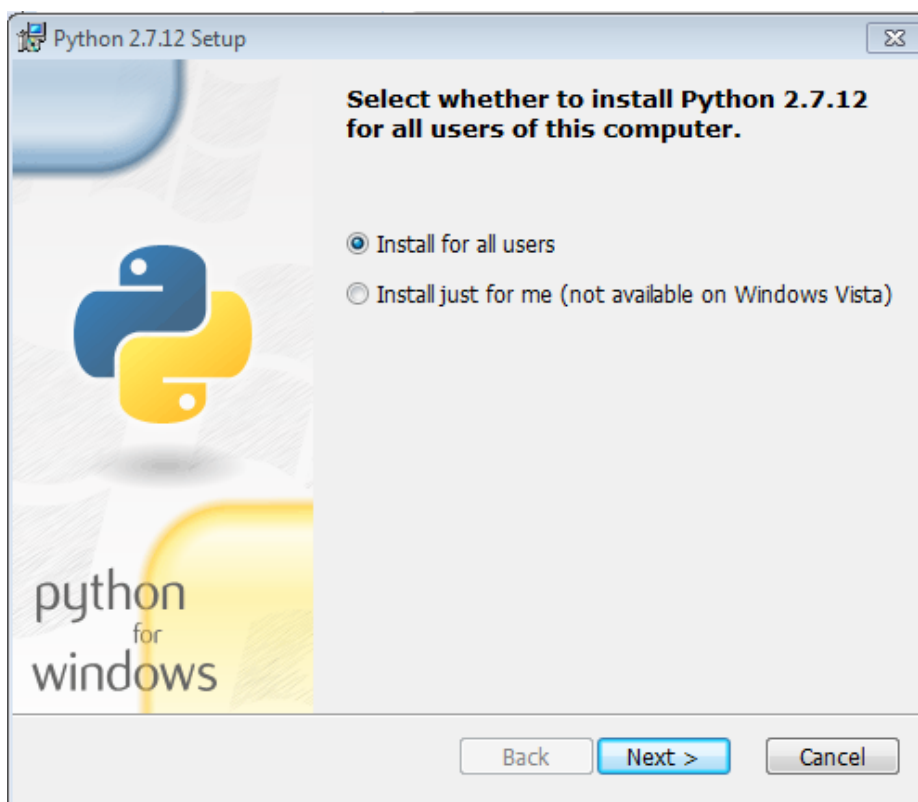 Python 2.7.12 Setup
Select whether to install Python 2.7.12
for all users of this computer.
Install for all users
Install just for me (not available on Windows Vista)
python
for
windows
Back
Next >
Cancel